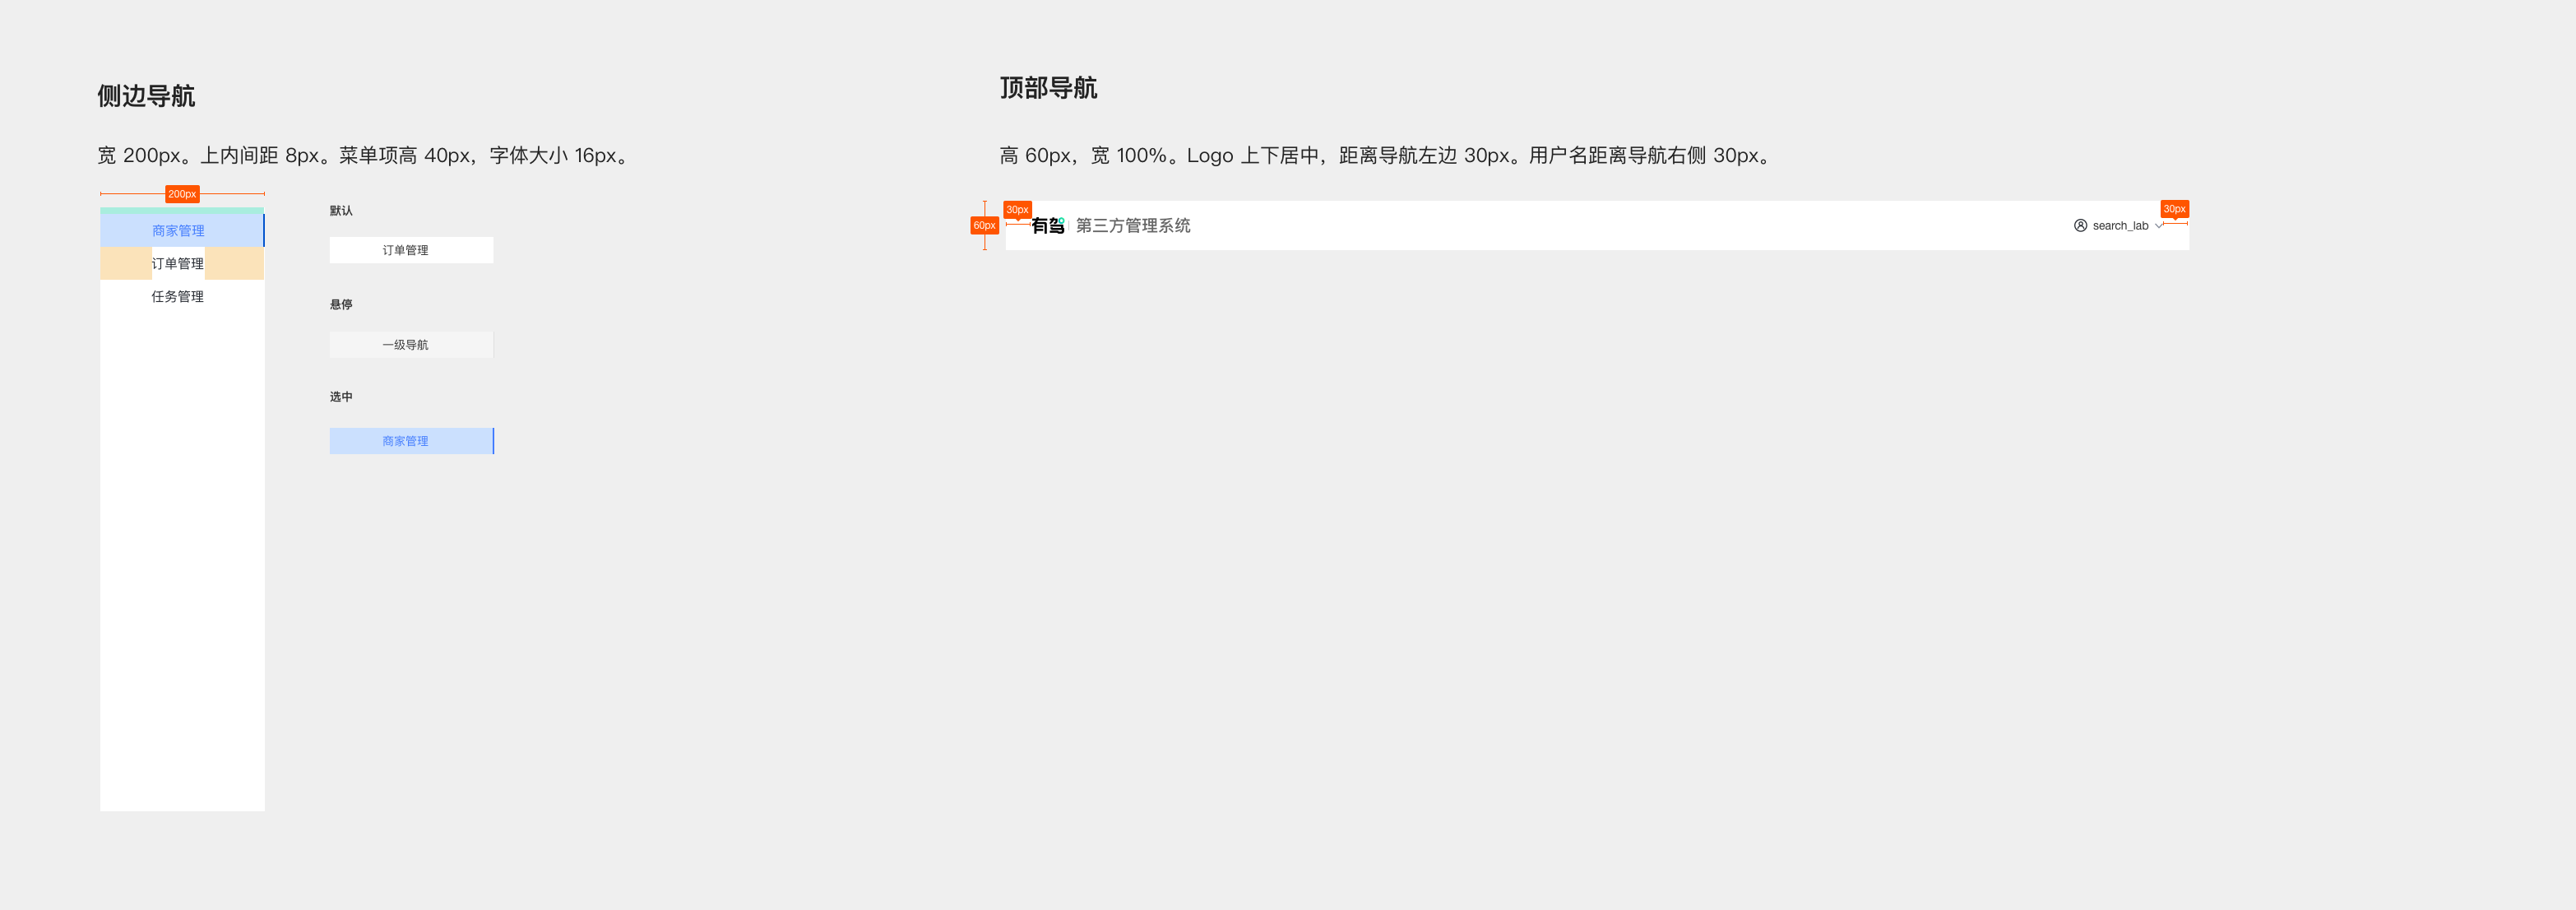 侧边导航
宽 200px。上内间距 8px。菜单项高 40px，字体大小 16px。
200px
商家管理
订单管理
任务管理
默认
订单管理
悬停
一级导航
选中
商家管理
顶部导航
高 60px，宽 100%。Logo 上下居中，距离导航左边 30px。用户名距离导航右侧 30px。
30px
60px
有驾
第三方管理系统
search_lab
30px